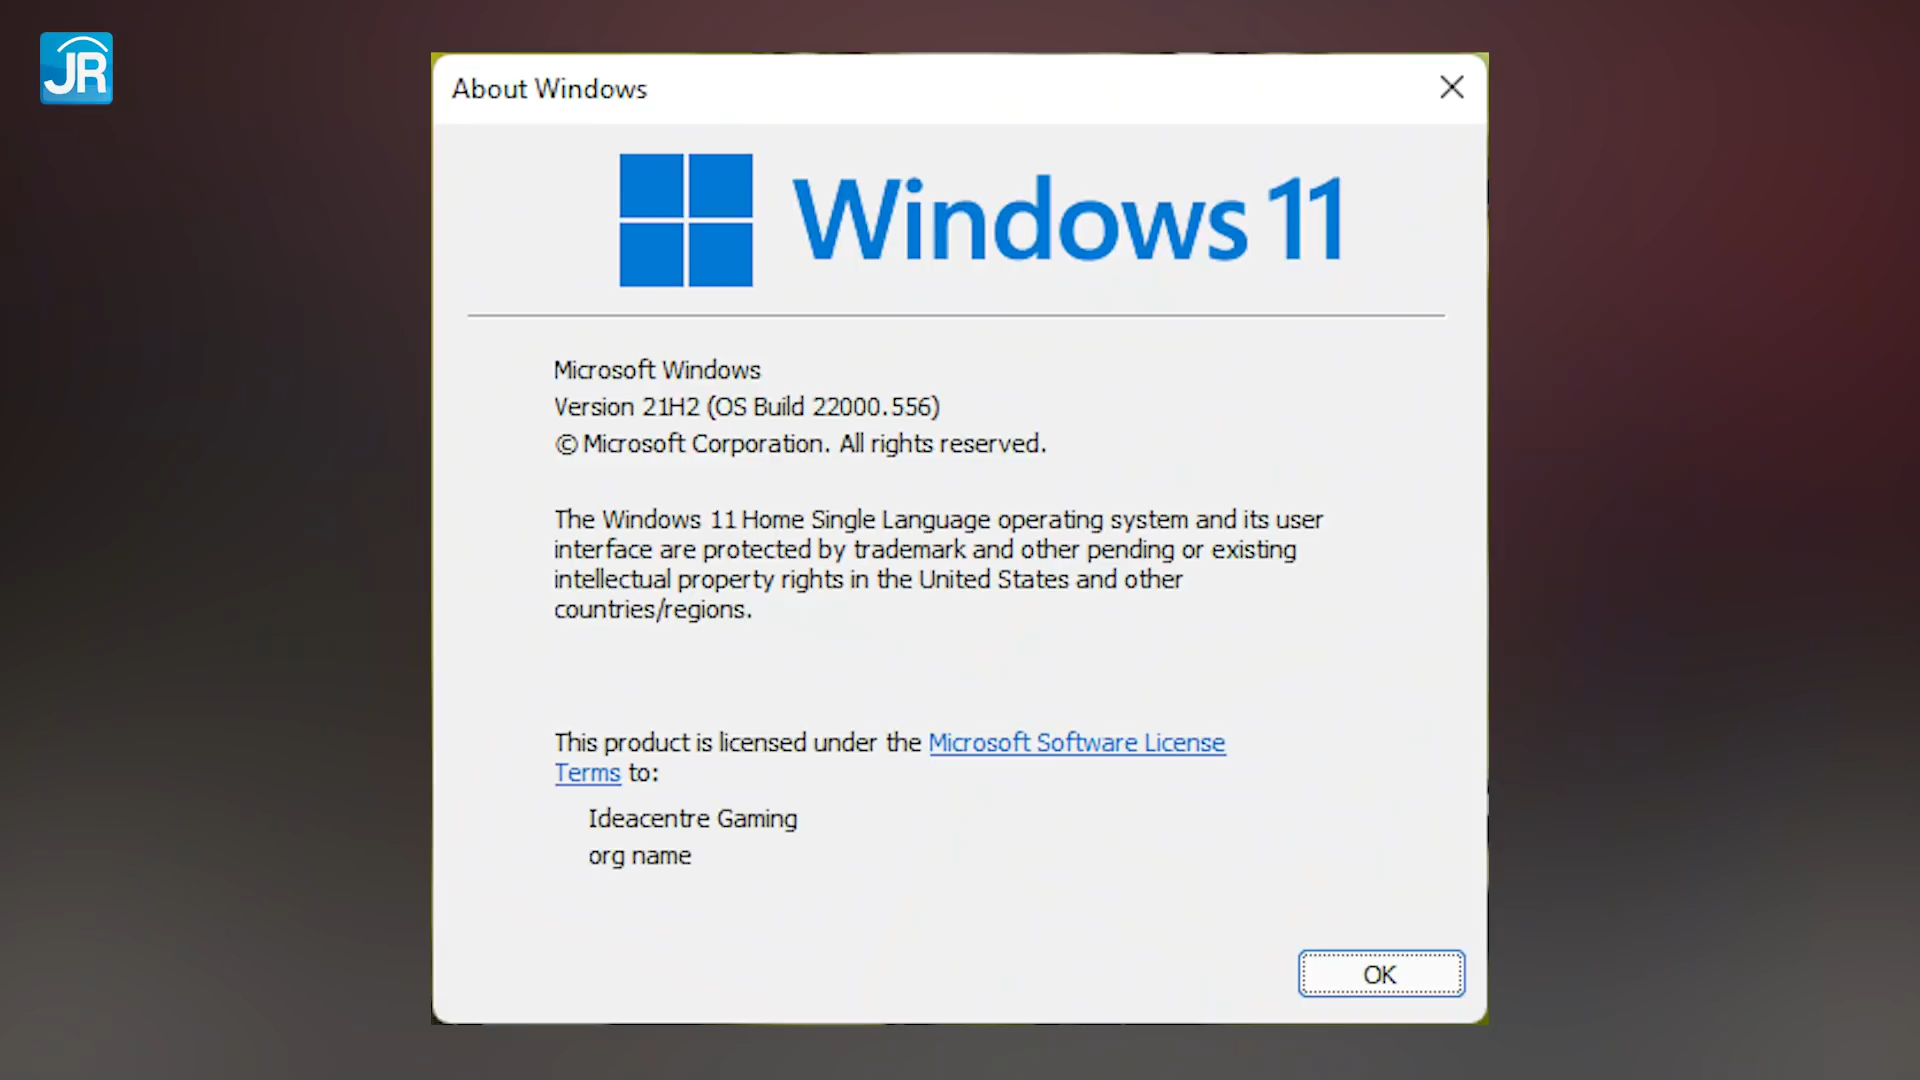 JR
About Windows
Windows 11
Microsoft Windows
Version 21H2 (OS Build 22000.556)
© Microsoft Corporation. All rights reserved.
The Windows 11 Home Single Language operating system and its user
interface are protected by trademark and other pending or existing
intellectual property rights in the United States and other
countries/regions.
This product is licensed under the Microsoft Software License
Terms to:
Ideacentre Gaming
org name
OK